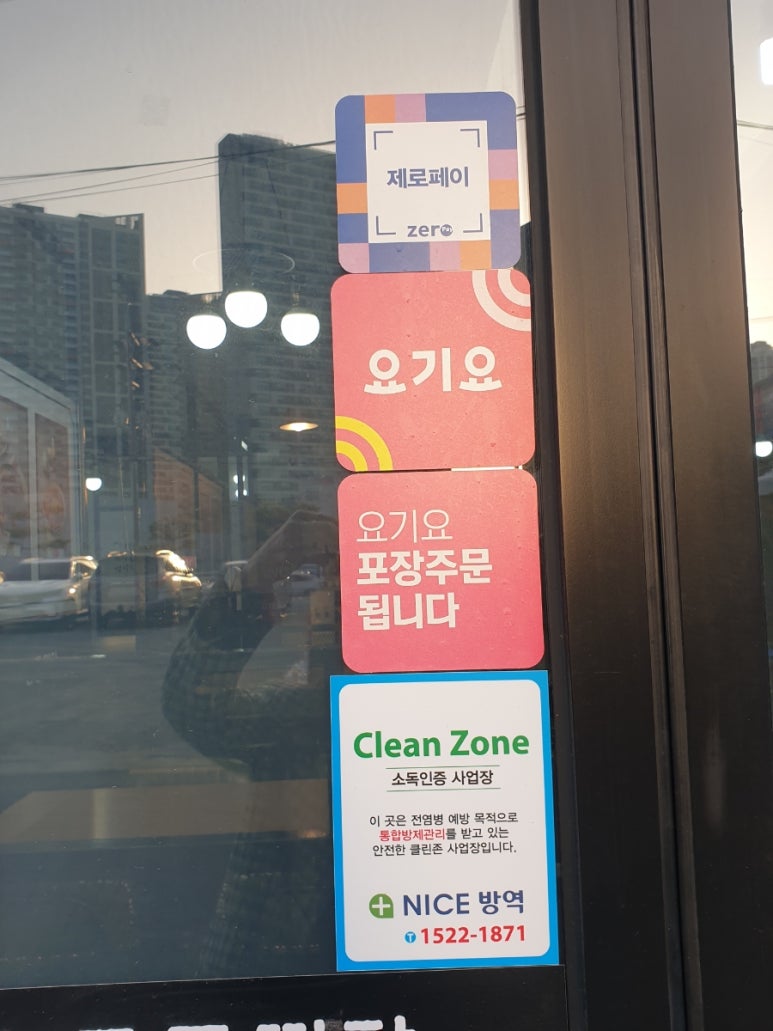 제로페이
zero Pay
요기요
요기요
포장주문
됩니다
Clean Zone
소독인증 사업장
이 곳은 전염병 예방 목적으로
통합방제관리를 받고 있는
안전한 클린존 사업장입니다.
NICE 방역
T 1522-1871